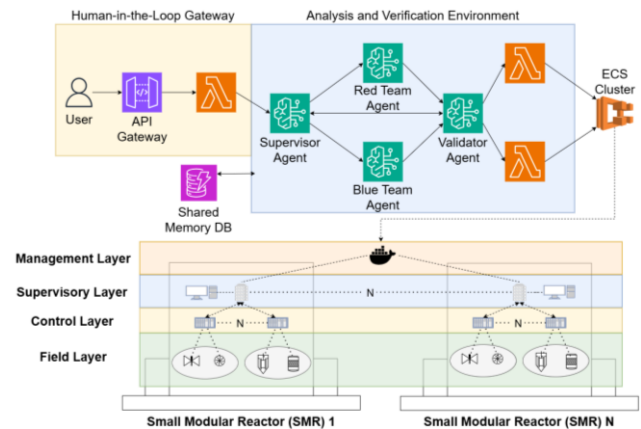 Human-in-the-Loop Gateway
Analysis and Verification Environment
User
API
Gateway
Supervisor
Agent
Red Team
Agent
Blue Team
Agent
Validator
Agent
ECS
Cluster
Shared
Memory DB
Management Layer
Supervisory Layer
N
Control Layer
N
N
Field Layer
Small Modular Reactor (SMR) 1
Small Modular Reactor (SMR) N